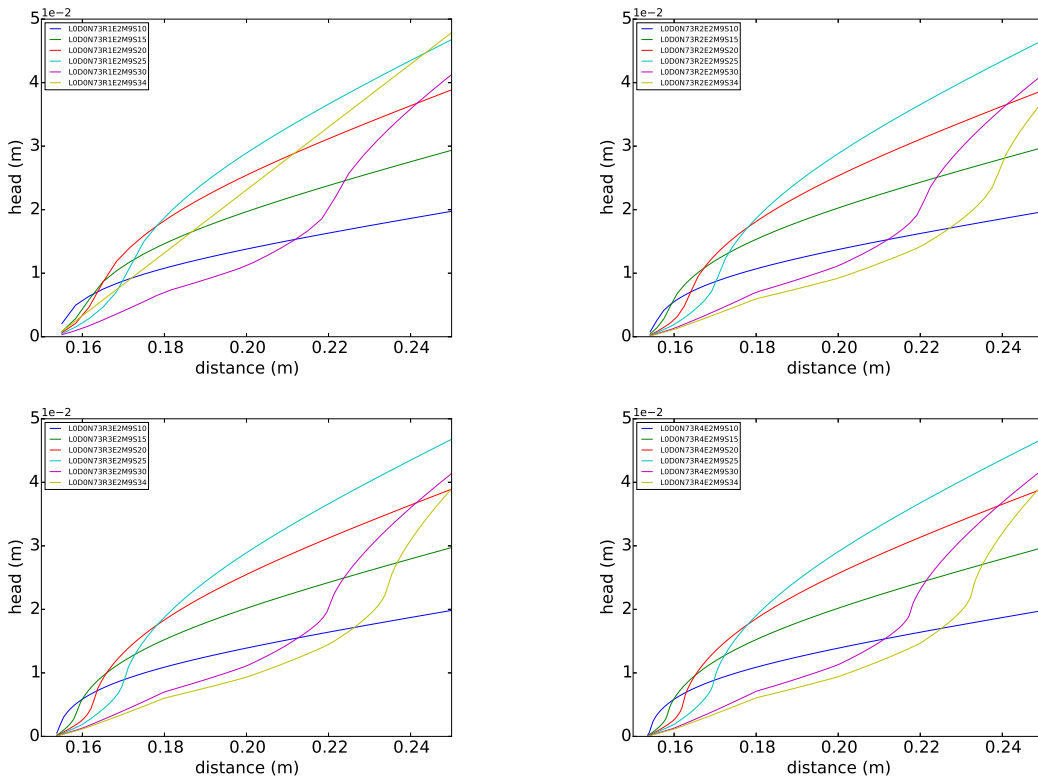 1e−2
5
4
3
2
1
0
0.16 0.18 0.20 0.22 0.24
distance (m)
head (m)
L0D0N73R1E2M9S10
L0D0N73R1E2M9S15
L0D0N73R1E2M9S20
L0D0N73R1E2M9S25
L0D0N73R1E2M9S30
L0D0N73R1E2M9S34
1e−2
5
4
3
2
1
0
0.16 0.18 0.20 0.22 0.24
distance (m)
head (m)
L0D0N73R2E2M9S10
L0D0N73R2E2M9S15
L0D0N73R2E2M9S20
L0D0N73R2E2M9S25
L0D0N73R2E2M9S30
L0D0N73R2E2M9S34
1e−2
5
4
3
2
1
0
0.16 0.18 0.20 0.22 0.24
distance (m)
head (m)
L0D0N73R3E2M9S10
L0D0N73R3E2M9S15
L0D0N73R3E2M9S20
L0D0N73R3E2M9S25
L0D0N73R3E2M9S30
L0D0N73R3E2M9S34
1e−2
5
4
3
2
1
0
0.16 0.18 0.20 0.22 0.24
distance (m)
head (m)
L0D0N73R4E2M9S10
L0D0N73R4E2M9S15
L0D0N73R4E2M9S20
L0D0N73R4E2M9S25
L0D0N73R4E2M9S30
L0D0N73R4E2M9S34